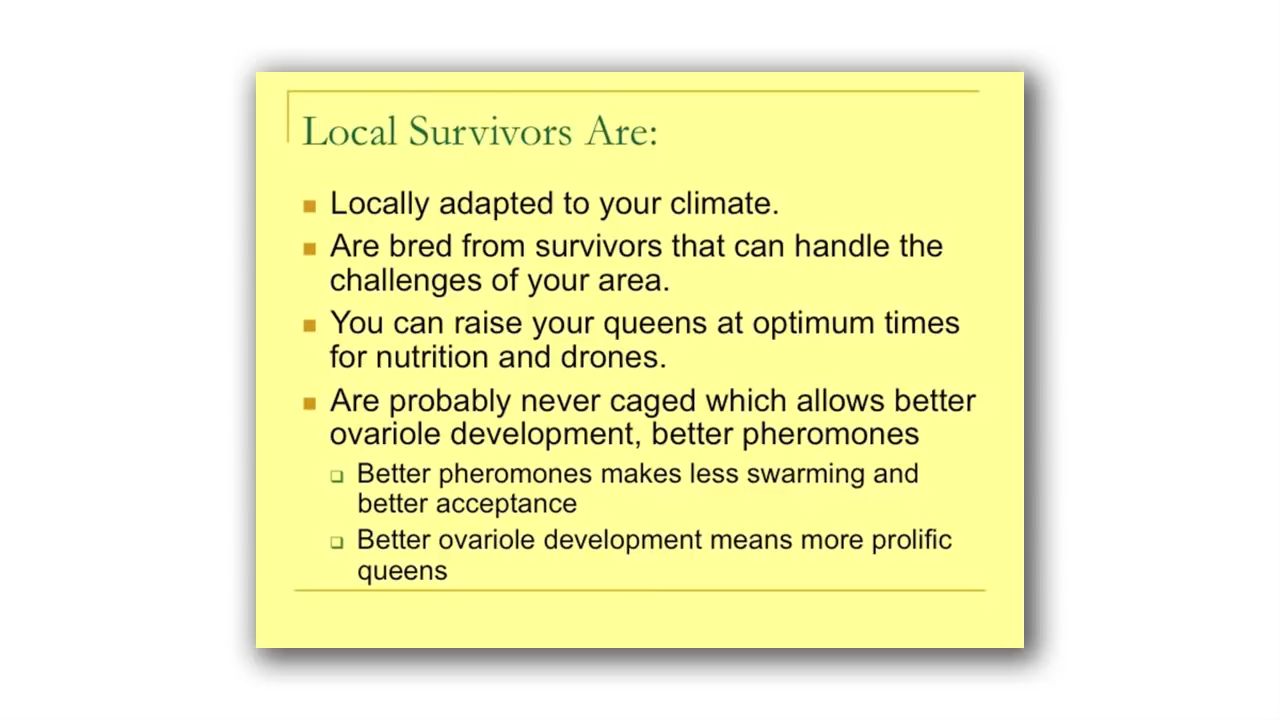 Local Survivors Are:
Locally adapted to your climate.
Are bred from survivors that can handle the
challenges of your area.
You can raise your queens at optimum times
for nutrition and drones.
Are probably never caged which allows better
ovariole development, better pheromones
Better pheromones makes less swarming and
better acceptance
Better ovariole development means more prolific
queens